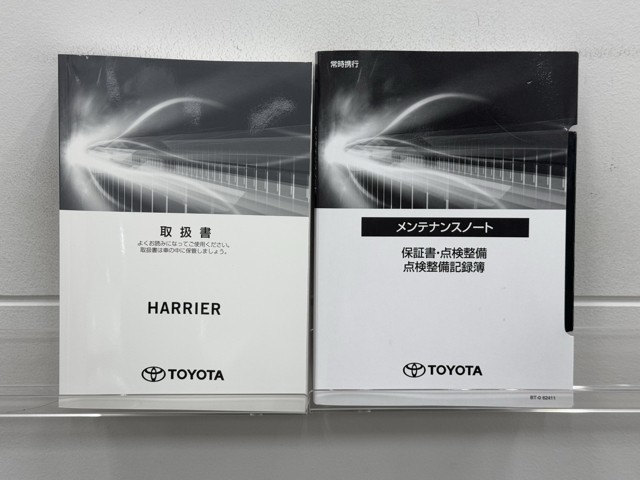 取扱書
よくお読みになってご使用ください。
取扱書は車の中に保管しましょう。
HARRIER
TOYOTA
常時携行
メンテナンスノート
保証書・点検整備
点検整備記録簿
TOYOTA